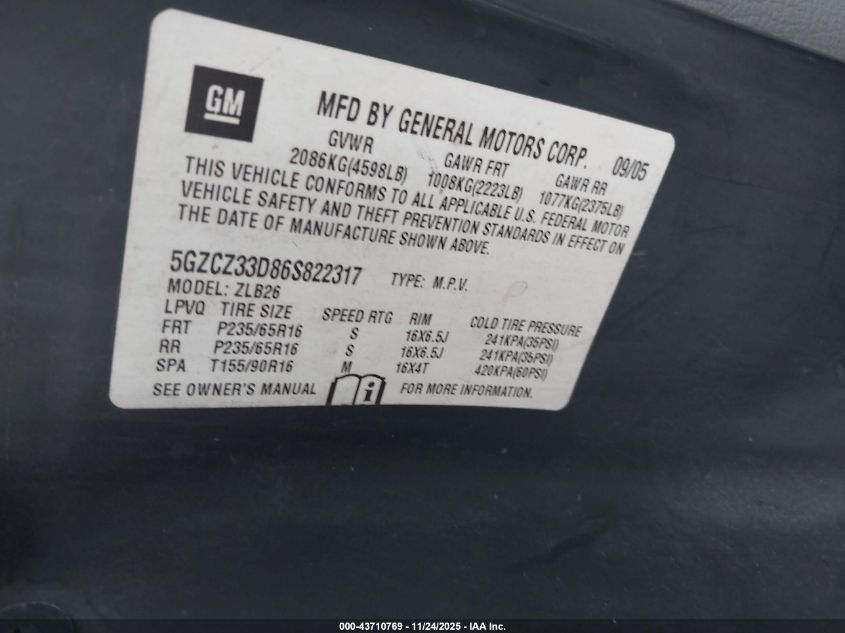 GM
MFD BY GENERAL MOTORS CORP. 09/05
GVWR GAWR FRT GAWR RR
2086KG(4598LB) 1008KG(2223LB) 1077KG(2375LB)
THIS VEHICLE CONFORMS TO ALL APPLICABLE U.S. FEDERAL MOTOR
VEHICLE SAFETY AND THEFT PREVENTION STANDARDS IN EFFECT ON
THE DATE OF MANUFACTURE SHOWN ABOVE.
5GZCZ33D86S822317 TYPE: M.P.V.
MODEL: ZLB26
LPVQ TIRE SIZE SPEED RTG RIM COLD TIRE PRESSURE
FRT P235/65R16 S 16X6.5J 241KPA(35PSI)
RR P235/65R16 S 16X6.5J 241KPA(35PSI)
SPA T155/90R16 M 16X4T 420KPA(60PSI)
SEE OWNER'S MANUAL i FOR MORE INFORMATION.
000-43710769 - 11/24/2025 - IAA Inc.